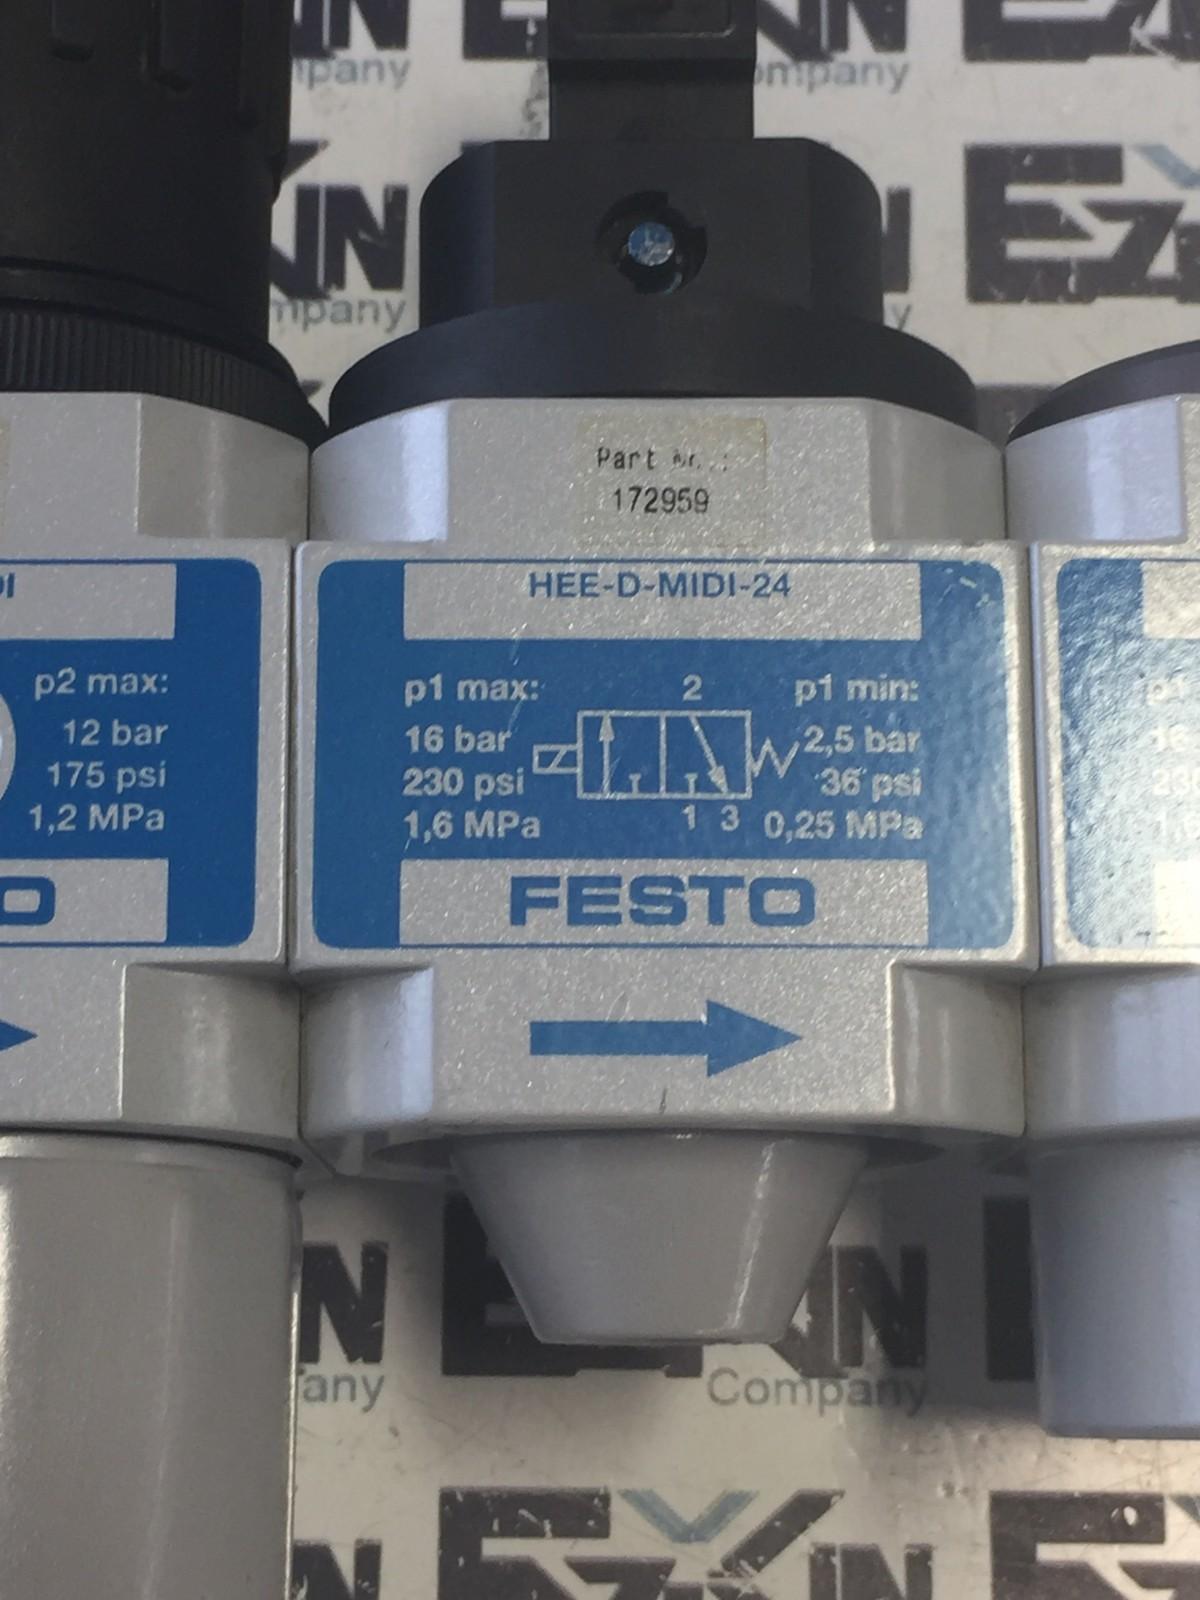 Part
172959
HEE-D-MIDI-24
p1 max:
16 bar
230 psi
1,6 MPa
2
1 3
p1 min:
2,5 bar
36 psi
0,25 MPa
FESTO
p2 max:
12 bar
175 psi
1,2 MPa
Company